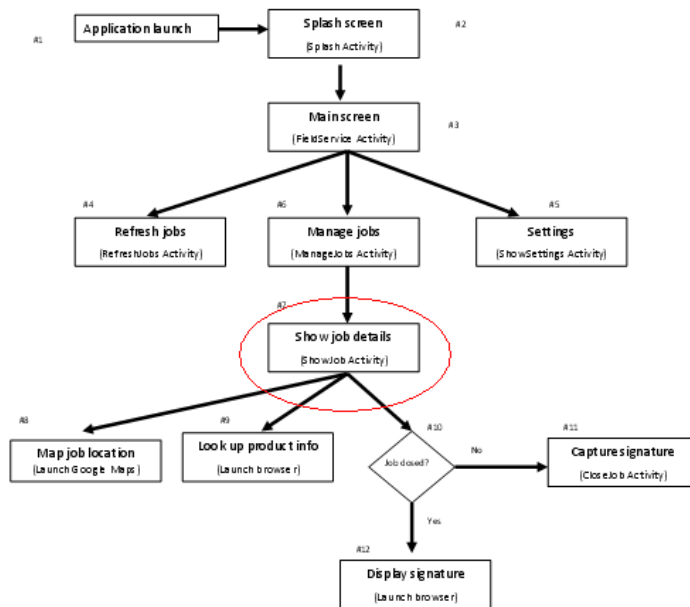 #1
Application launch
Splash screen
(Splash Activity)
#2
Main screen
(FieldService Activity)
#3
#4
Refresh jobs
(RefreshJobs Activity)
#6
Manage jobs
(ManageJobs Activity)
#5
Settings
(ShowSettings Activity)
#7
Show job details
(ShowJob Activity)
#8
Map job location
(Launch Google Maps)
#9
Look up product info
(Launch browser)
#10
Job closed?
No
#11
Capture signature
(CloseJob Activity)
Yes
#12
Display signature
(Launch browser)